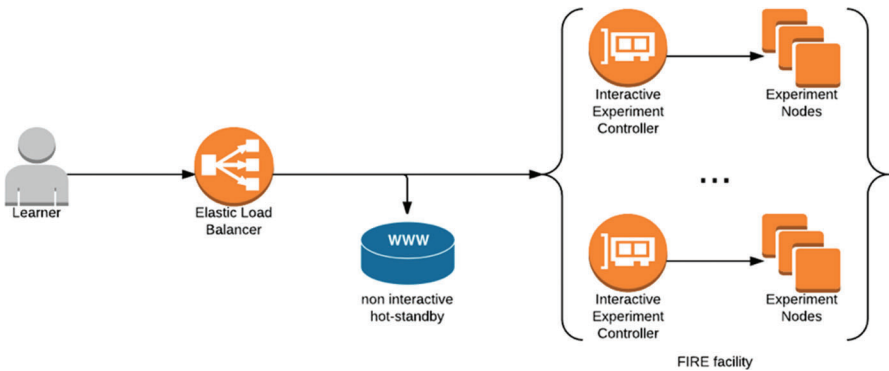 Interactive
Experiment
Controller
Experiment
Nodes
Learner
Elastic Load
Balancer
WWW
non interactive
hot-standby
...
Interactive
Experiment
Controller
Experiment
Nodes
FIRE facility